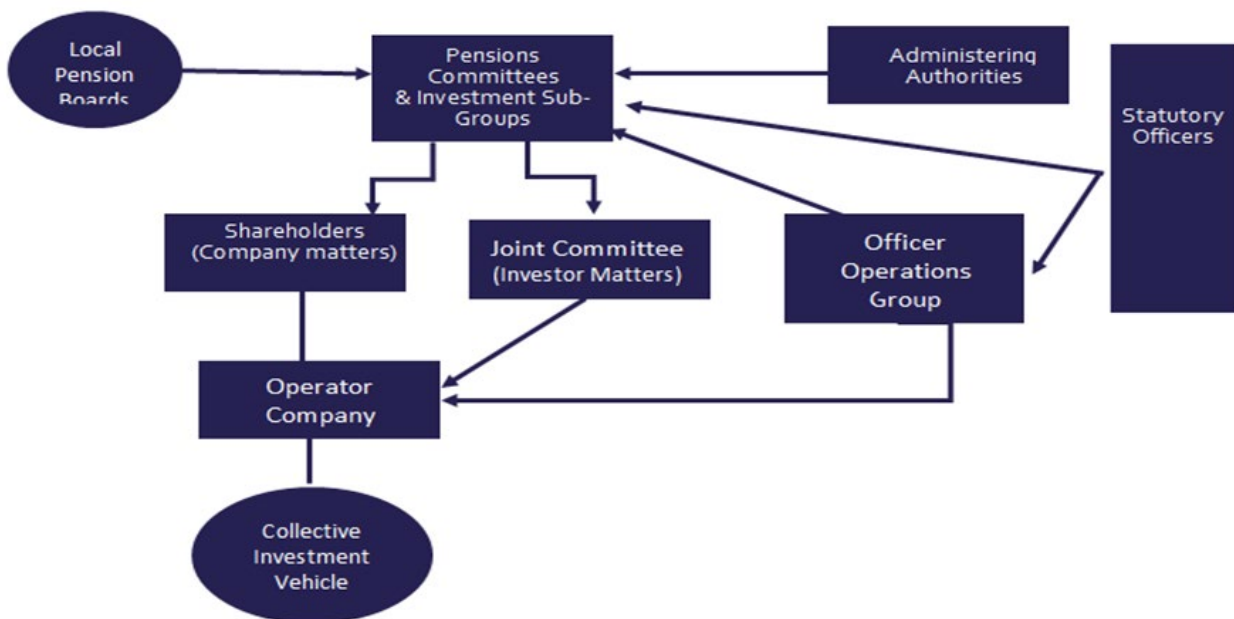 Local
Pension
Boards
Pensions
Committees
& Investment Sub-
Groups
Administering
Authorities
Statutory
Officers
Shareholders
(Company matters)
Joint Committee
(Investor Matters)
Officer
Operations
Group
Operator
Company
Collective
Investment
Vehicle